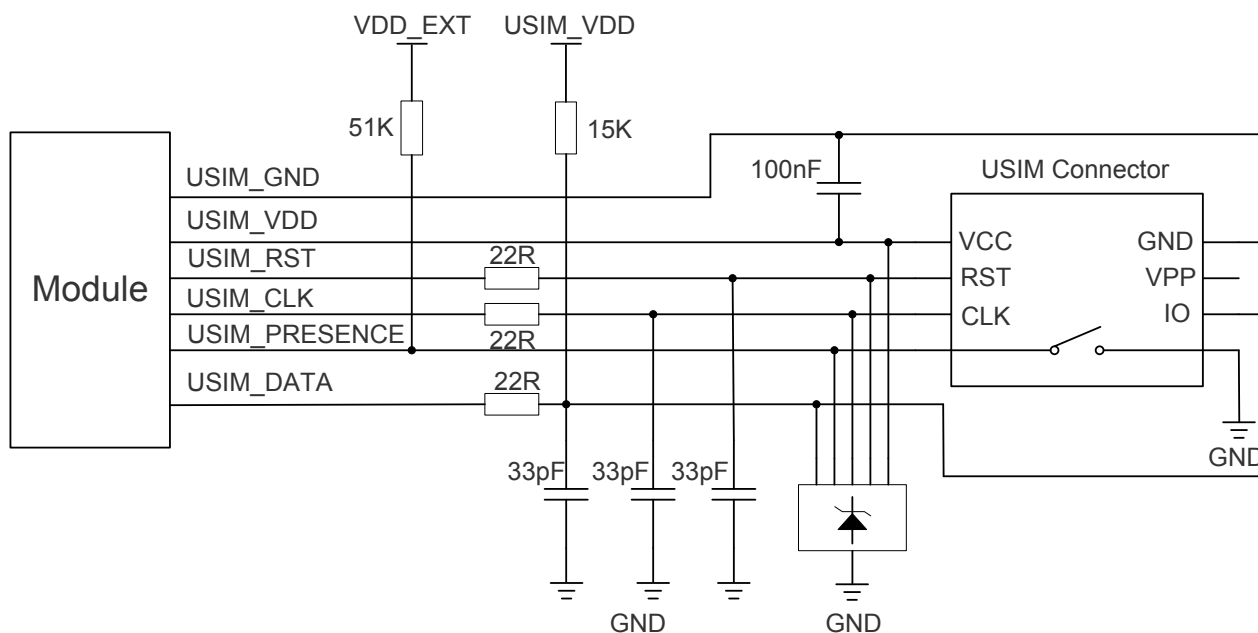 VDD_EXT USIM_VDD
51K 15K
100nF USIM Connector
Module
USIM_GND
USIM_VDD
USIM_RST
USIM_CLK
USIM_PRESENCE
USIM_DATA
22R
22R
22R
VCC GND
RST VPP
CLK IO
GND
33pF 33pF 33pF
GND GND